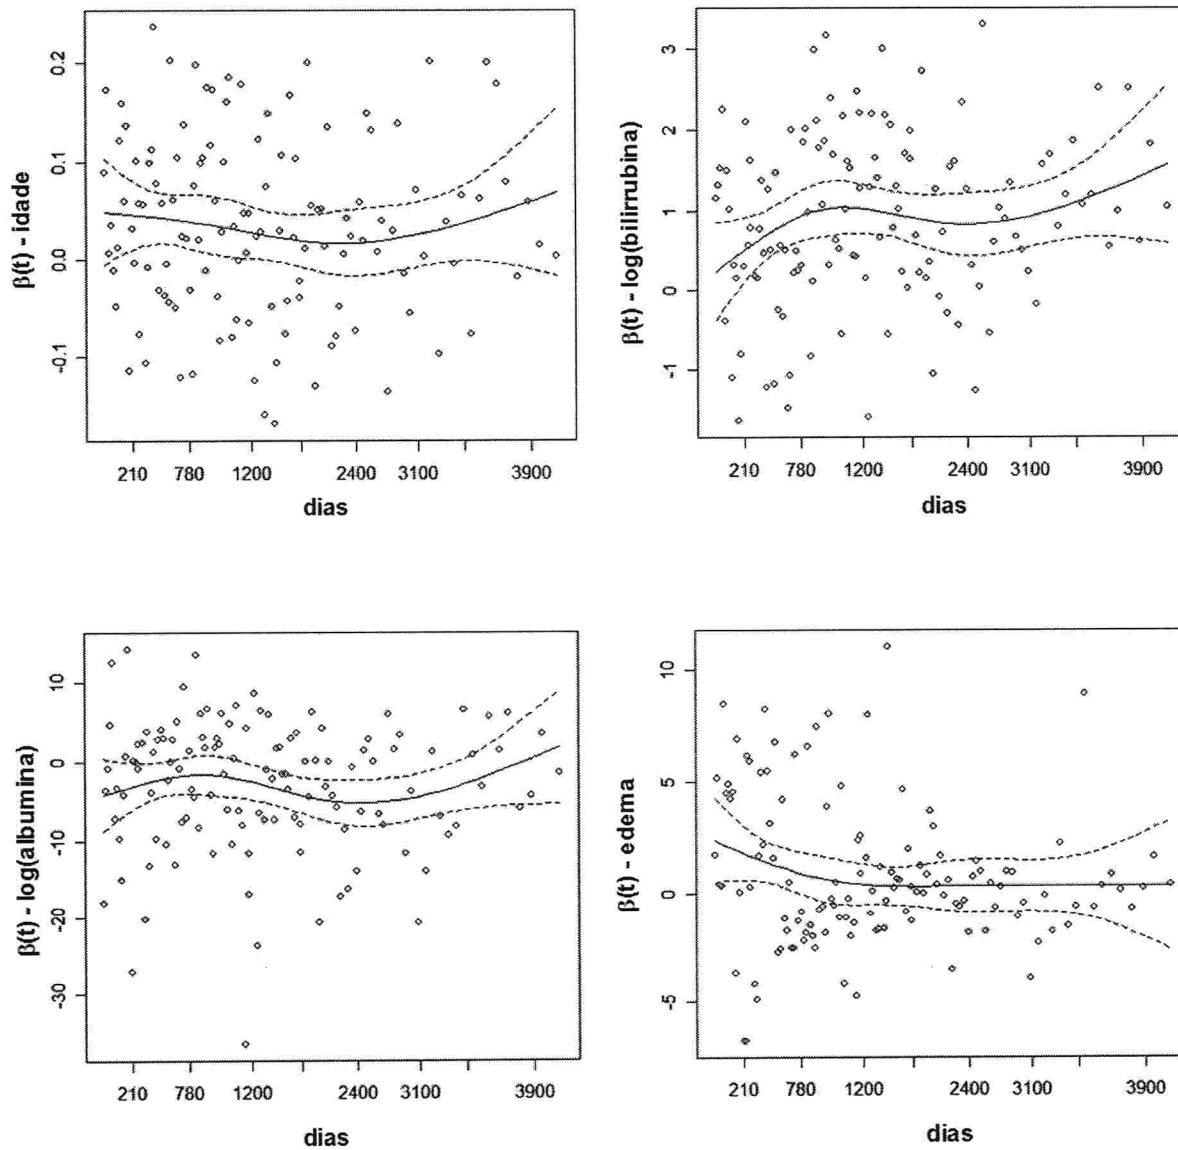 β(t) - idade
0.2
0.1
0.0
-0.1
210 780 1200 2400 3100 3900
dias
β(t) - log(bilirrubina)
3
2
1
0
-1
210 780 1200 2400 3100 3900
dias
β(t) - log(albumina)
10
0
-10
-20
-30
210 780 1200 2400 3100 3900
dias
β(t) - edema
10
5
0
-5
210 780 1200 2400 3100 3900
dias